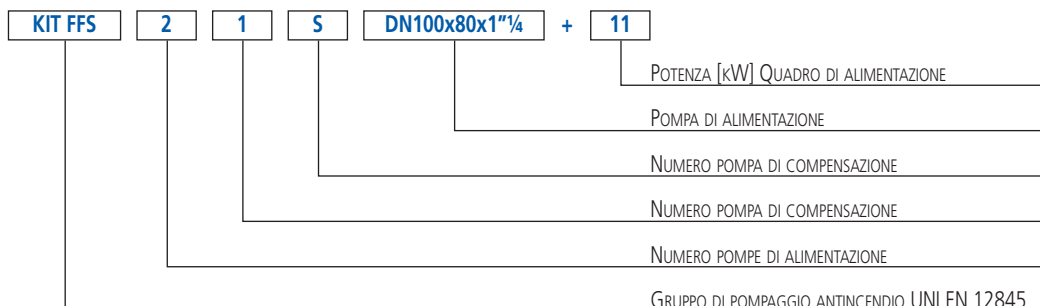 KIT FFS 2 1 S DN100x80x1"¼ + 11
Potenza [kW] Quadro di alimentazione
Pompa di alimentazione
Numero pompa di compensazione
Numero pompa di compensazione
Numero pompe di alimentazione
Gruppo di pompaggio antincendio UNI EN 12845